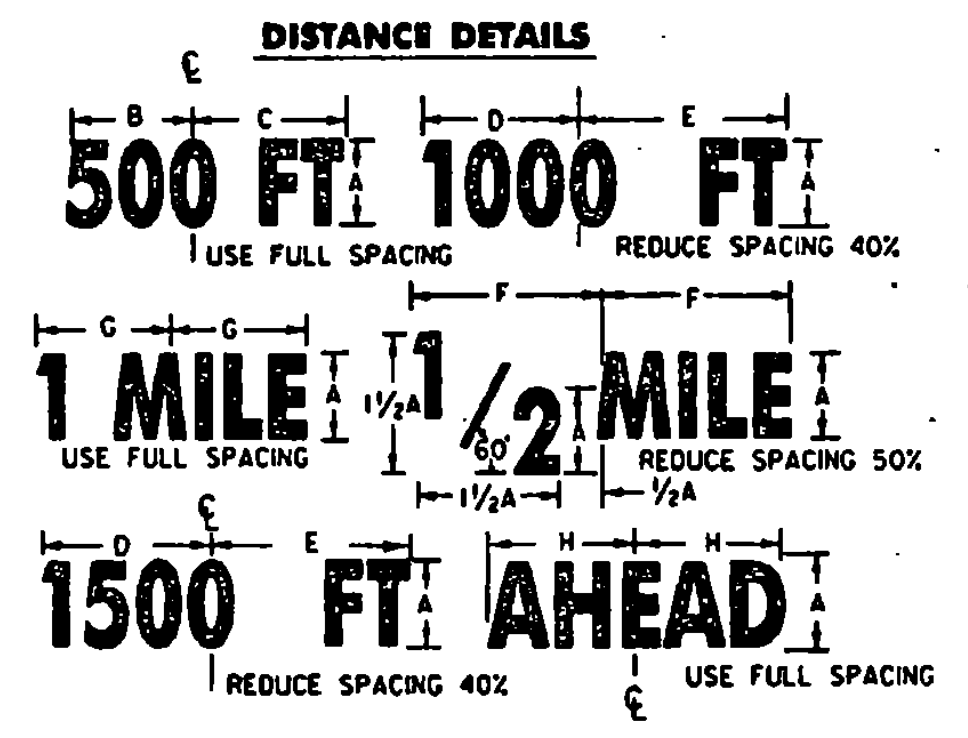 DISTANCE DETAILS
℄
B C D E
500 FT A 1000 FT A
USE FULL SPACING REDUCE SPACING 40%
F F
G G
1 MILE A 1½A 1/2 A MILE A
60°
USE FULL SPACING REDUCE SPACING 50%
1½A ½A
℄
D E H H
1500 FT A AHEAD A
REDUCE SPACING 40% USE FULL SPACING
℄